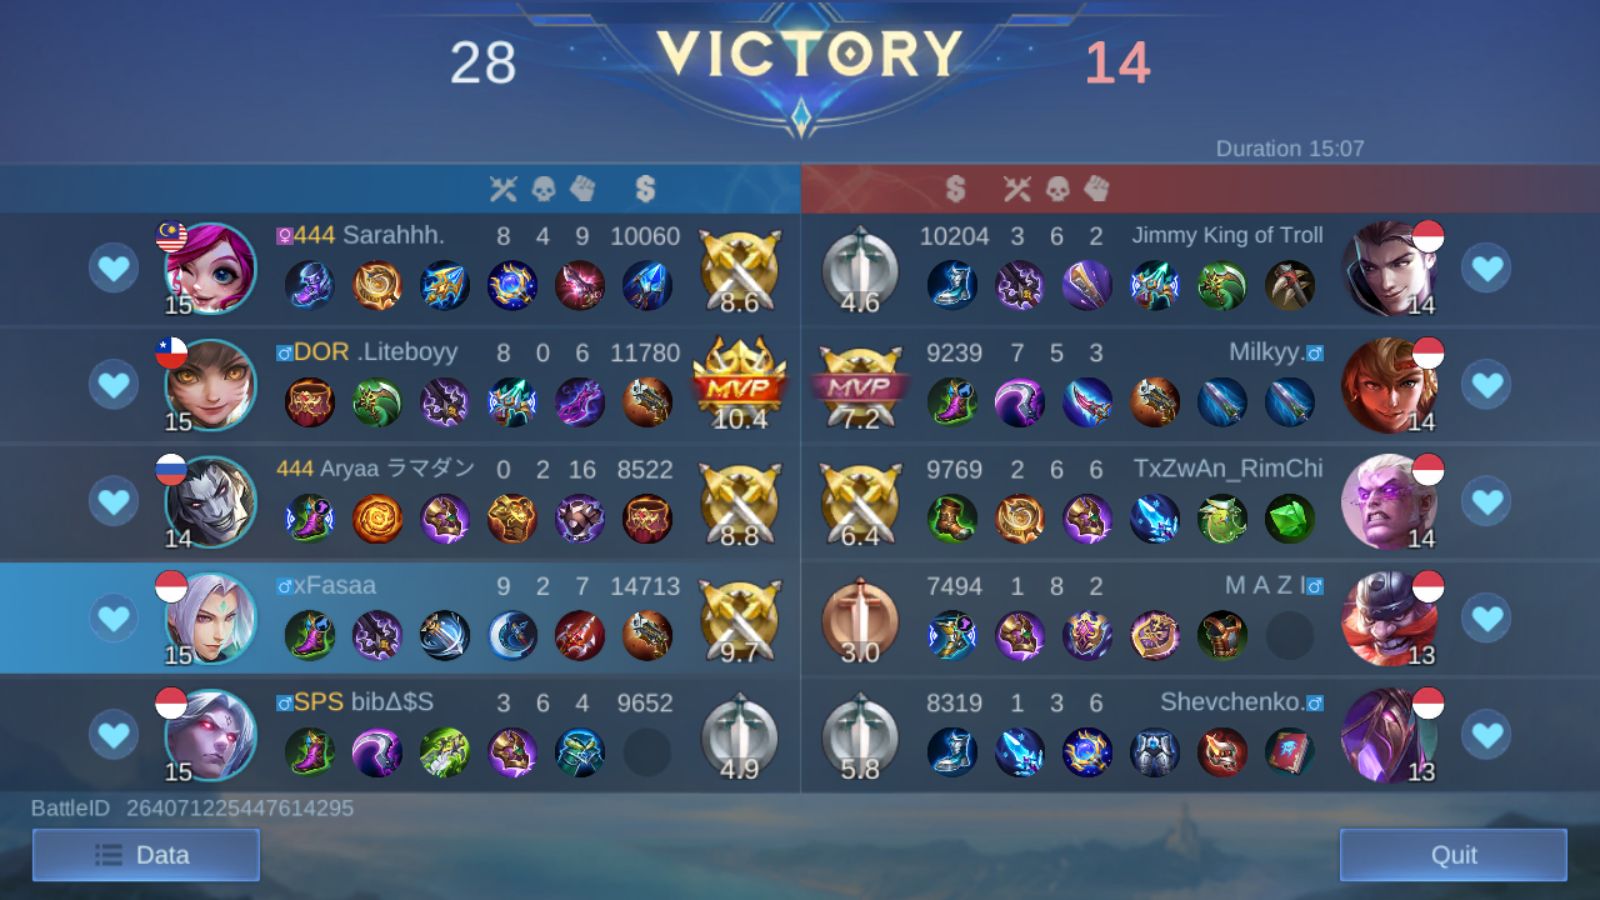 28 VICTORY 14
Duration 15:07
444 Sarahhh. 8 4 9 10060 8.6 15
4.6 10204 3 6 2 Jimmy King of Troll 14
DOR .Liteboyy 8 0 6 11780 MVP 10.4 15
MVP 7.2 9239 7 5 3 Milkyy. 14
444 Aryaa ラマダン 0 2 16 8522 8.8 14
6.4 9769 2 6 6 TxZwAn_RimChi 14
xFasaa 9 2 7 14713 9.7 15
3.0 7494 1 8 2 M A Z I 13
SPS bibΔ$S 3 6 4 9652 4.9 15
5.8 8319 1 3 6 Shevchenko. 13
BattleID 264071225447614295
Data
Quit